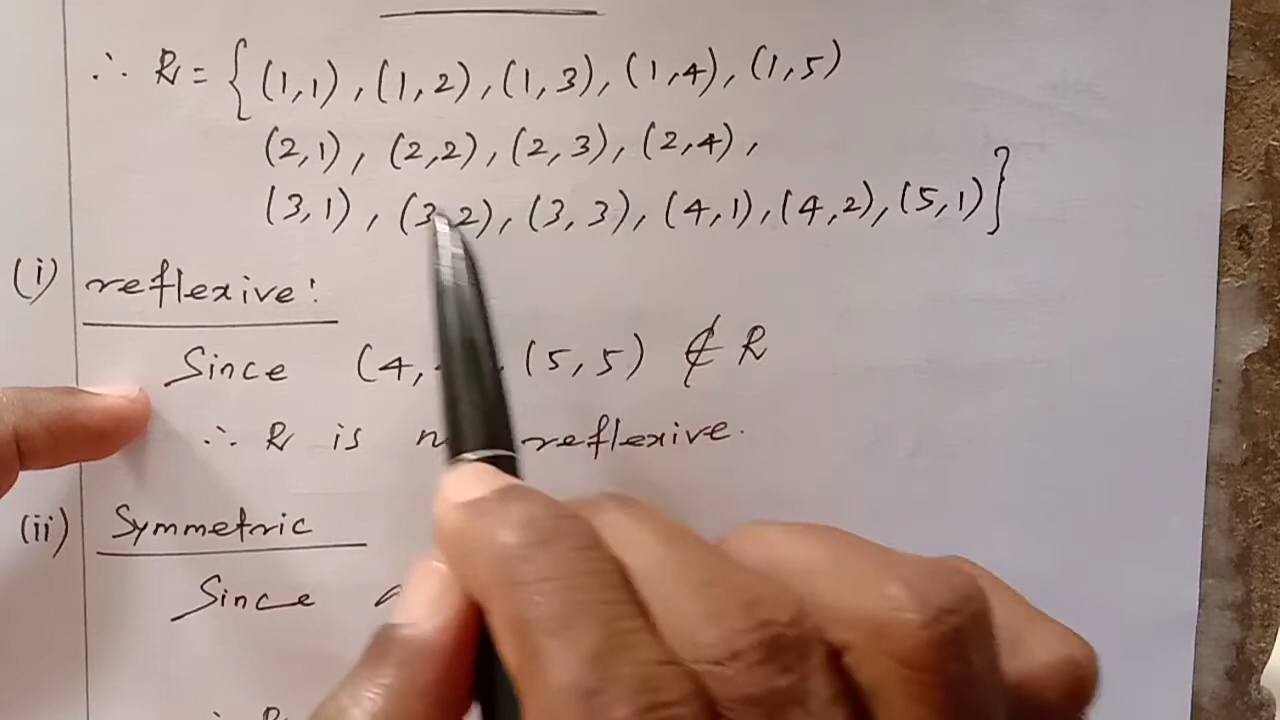 ∴ R = { (1,1), (1,2), (1,3), (1,4), (1,5)
(2,1), (2,2), (2,3), (2,4),
(3,1), (3,2), (3,3), (4,1), (4,2), (5,1) }
(i) reflexive:
Since (4, (5,5) ∉ R
∴ R is reflexive.
(ii) Symmetric
Since
∴ R